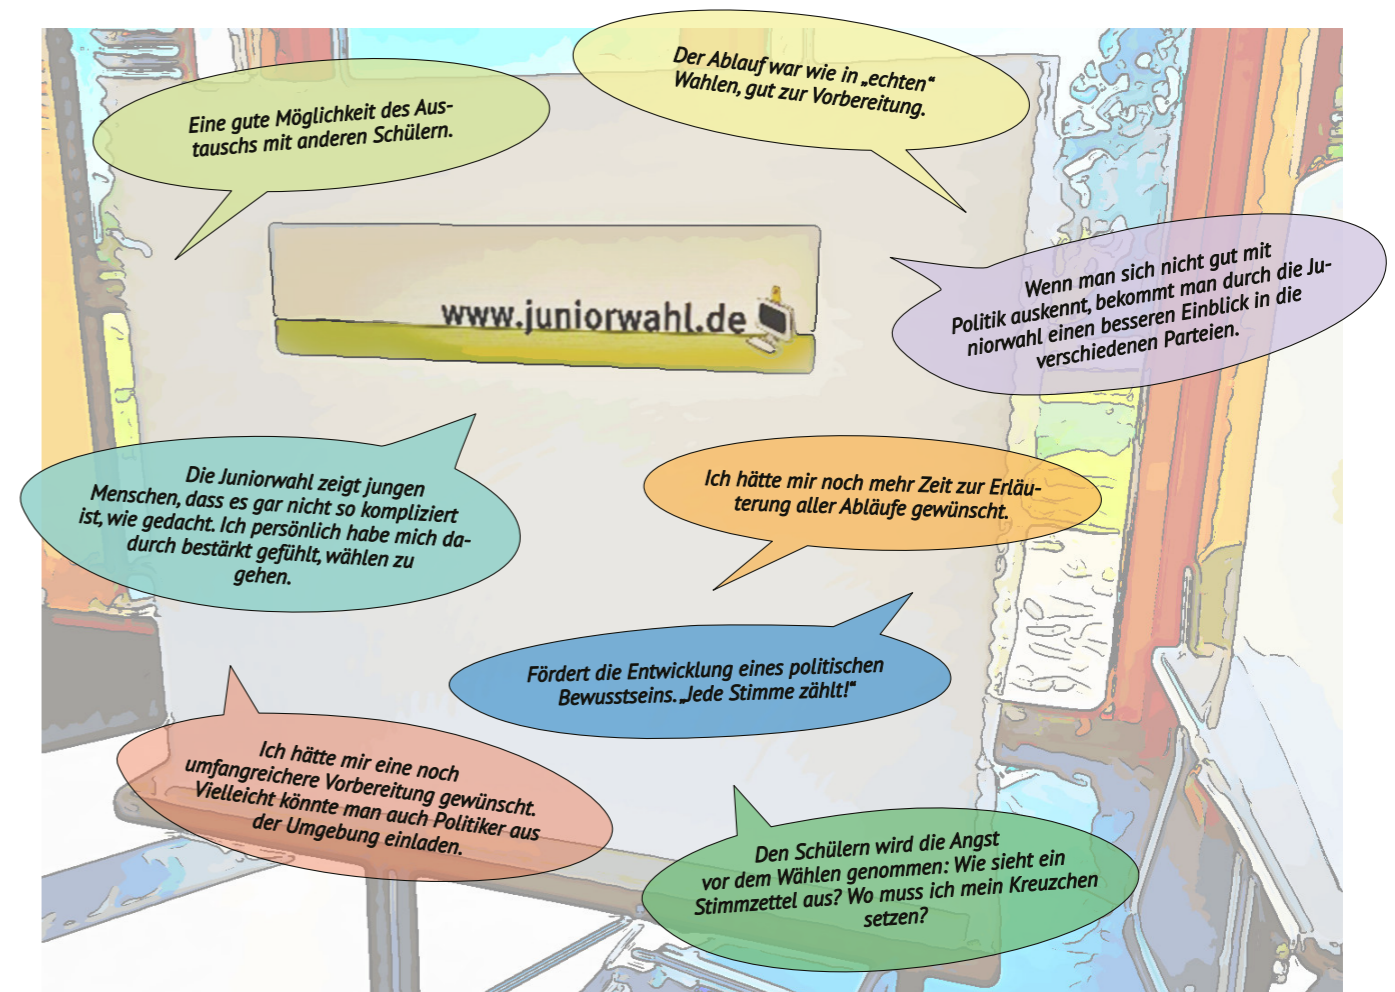 Der Ablauf war wie in „echten“
Wahlen, gut zur Vorbereitung.
Eine gute Möglichkeit des Aus-
tauschs mit anderen Schülern.
Wenn man sich nicht gut mit
Politik auskennt, bekommt man durch die Ju-
niorwahl einen besseren Einblick in die
verschiedenen Parteien.
www.juniorwahl.de
Die Juniorwahl zeigt jungen
Menschen, dass es gar nicht so kompliziert
ist, wie gedacht. Ich persönlich habe mich da-
durch bestärkt gefühlt, wählen zu
gehen.
Ich hätte mir noch mehr Zeit zur Erläu-
terung aller Abläufe gewünscht.
Fördert die Entwicklung eines politischen
Bewusstseins. „Jede Stimme zählt!“
Ich hätte mir eine noch
umfangreichere Vorbereitung gewünscht.
Vielleicht könnte man auch Politiker aus
der Umgebung einladen.
Den Schülern wird die Angst
vor dem Wählen genommen: Wie sieht ein
Stimmzettel aus? Wo muss ich mein Kreuzchen
setzen?